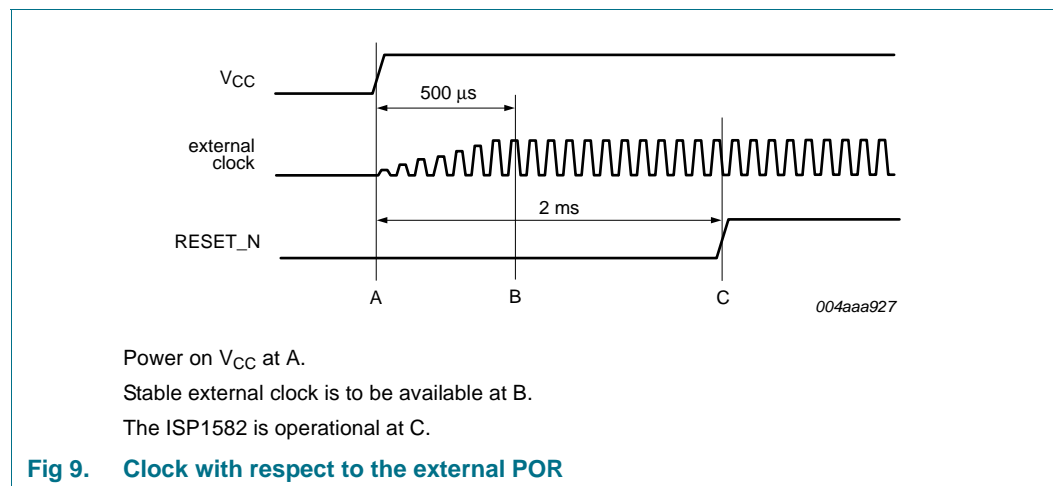 VCC
500 μs
external
clock
2 ms
RESET_N
A
B
C
004aaa927
Power on VCC at A.
Stable external clock is to be available at B.
The ISP1582 is operational at C.
Fig 9. Clock with respect to the external POR